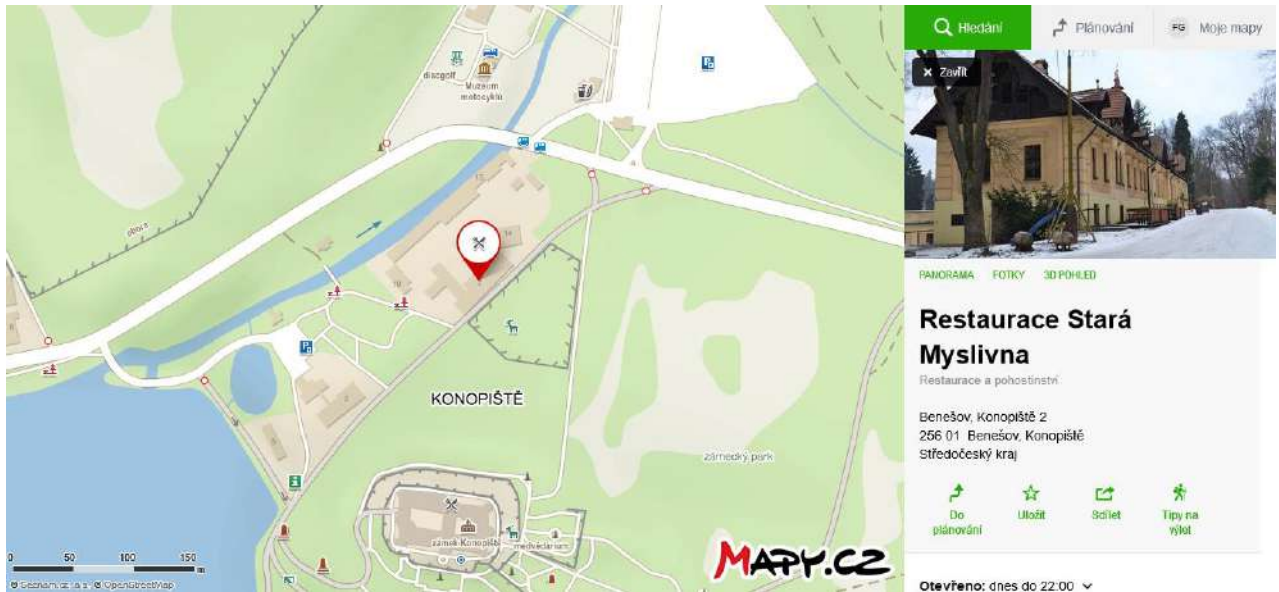 Hledání
Plánování
FG Moje mapy
× Zavřít
PANORAMA FOTKY 3D POHLED
Restaurace Stará
Myslivna
Restaurace a pohostinství
Benešov, Konopiště 2
256 01 Benešov, Konopiště
Středočeský kraj
Do
plánování
Uložit
Sdílet
Tipy na
výlet
Otevřeno: dnes do 22:00
discgolf
Muzeum
motocyklů
obora
KONOPIŠTĚ
zámecký park
zámek Konopiště
medvědárium
0 50 100 150
m
© Seznam.cz, a.s., © OpenStreetMap
MAPY.CZ